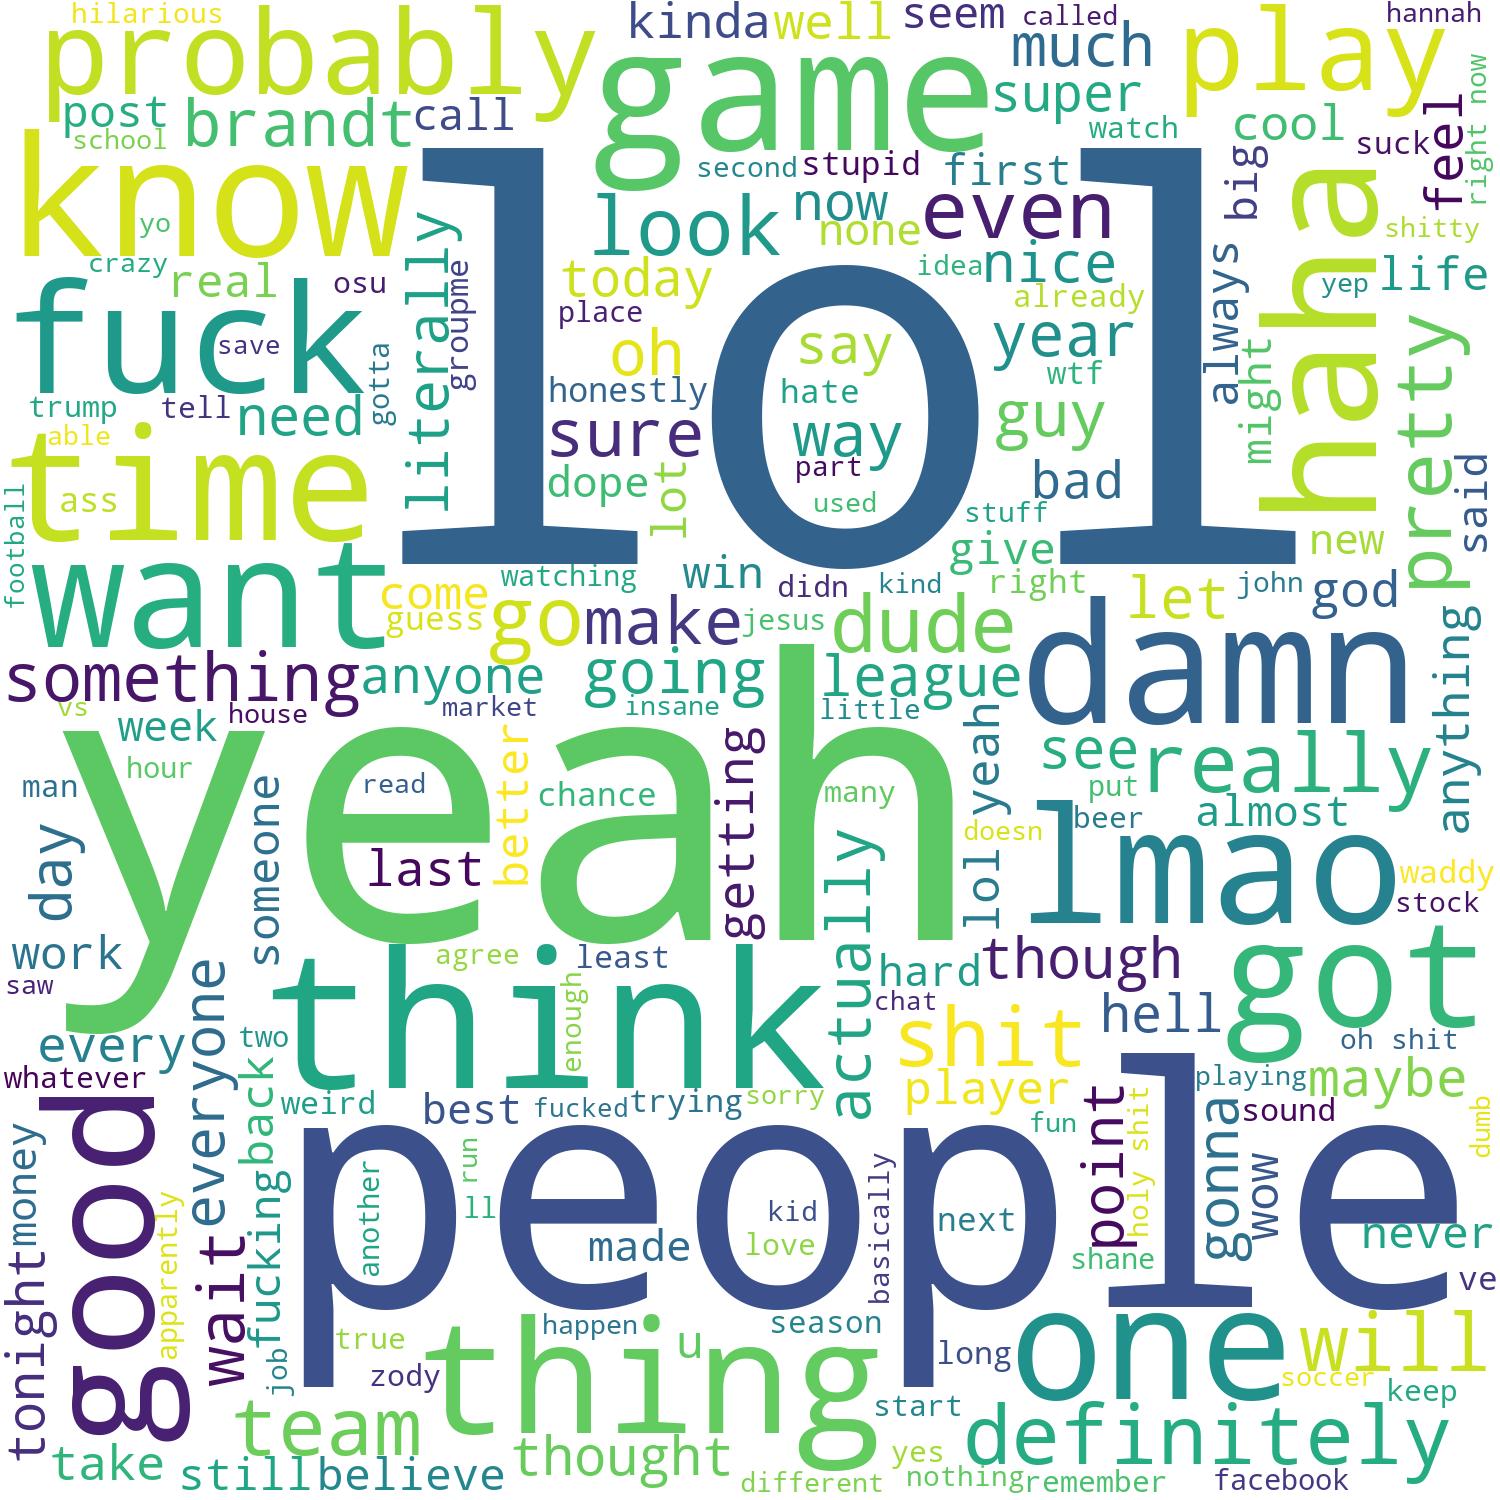 hilarious
probably
kinda
well
seem
called
hannah
much
play
game
post
brandt
call
super
right now
school
watch
cool
suck
feel
know
lol
second
stupid
first
big
haha
yo
look
now
none
even
shitty
crazy
real
osu
literally
groupme
today
idea
nice
always
yep
life
place
already
fuck
save
oh
say
year
might
pretty
gotta
honestly
hate
wtf
trump
tell
need
sure
way
guy
able
time
part
bad
said
ass
dope
lot
used
stuff
new
football
give
want
come
watching
win
didn
kind
right
let
john
god
guess
go
make
jesus
dude
damn
anything
something
anyone
going
league
vs
week
house
market
insane
little
yeah
hour
better
getting
lol yeah
see
really
man
read
chance
many
put
day
someone
last
actually
doesn
beer
almost
lmao
waddy
stock
work
saw
think
agree
least
hard
though
got
enough
chat
shit
hell
every
everyone
two
oh shit
whatever
back
weird
best
fucked
trying
sorry
player
playing
maybe
good
people
fun
point
holy shit
gonna
sound
dumb
tonight
money
apparently
wait
fucking
another
run
ll
kid
love
basically
next
wow
never
made
shane
ve
job
true
zody
thing
happen
u
season
long
one
will
soccer
keep
team
start
take
still
believe
thought
different
yes
nothing
definitely
remember
facebook